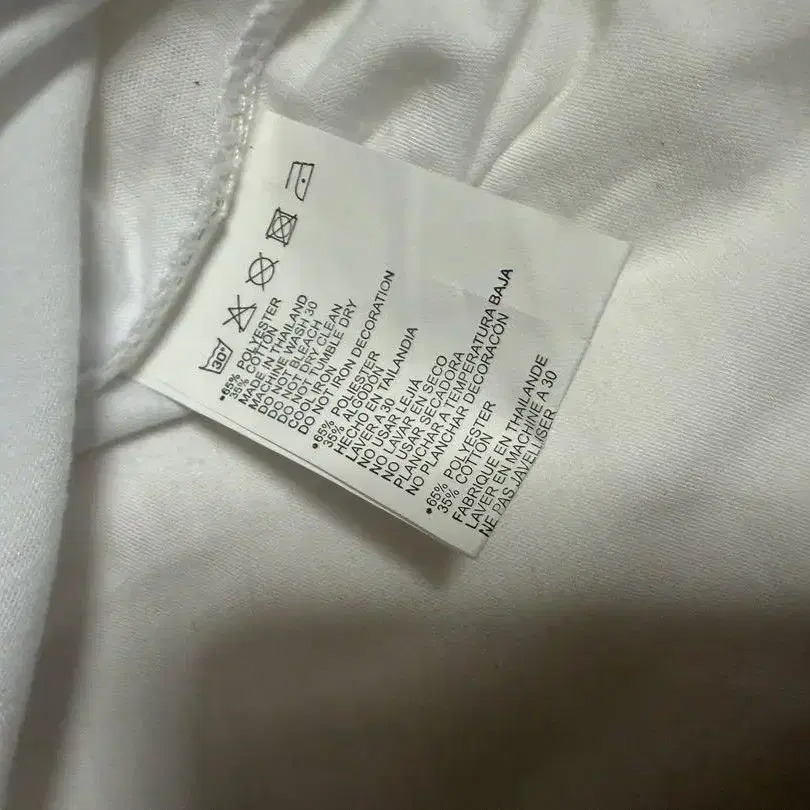 30°
•65% POLYESTER
35% COTTON
MADE IN THAILAND
MACHINE WASH 30
DO NOT BLEACH
DO NOT DRY CLEAN
DO NOT TUMBLE DRY
COOL IRON
DO NOT IRON DECORATION
•65% POLIESTER
35% ALGODÓN
HECHO EN TAILANDIA
LAVER A 30
NO USAR LEJIA
NO LAVAR EN SECO
NO USAR SECADORA
PLANCHAR A TEMPERATURA BAJA
NO PLANCHAR DECORACON
•65% POLYESTER
35% COTTON
FABRIQUE EN THAILANDE
LAVER EN MACHINE A 30
NE PAS JAVELLISER